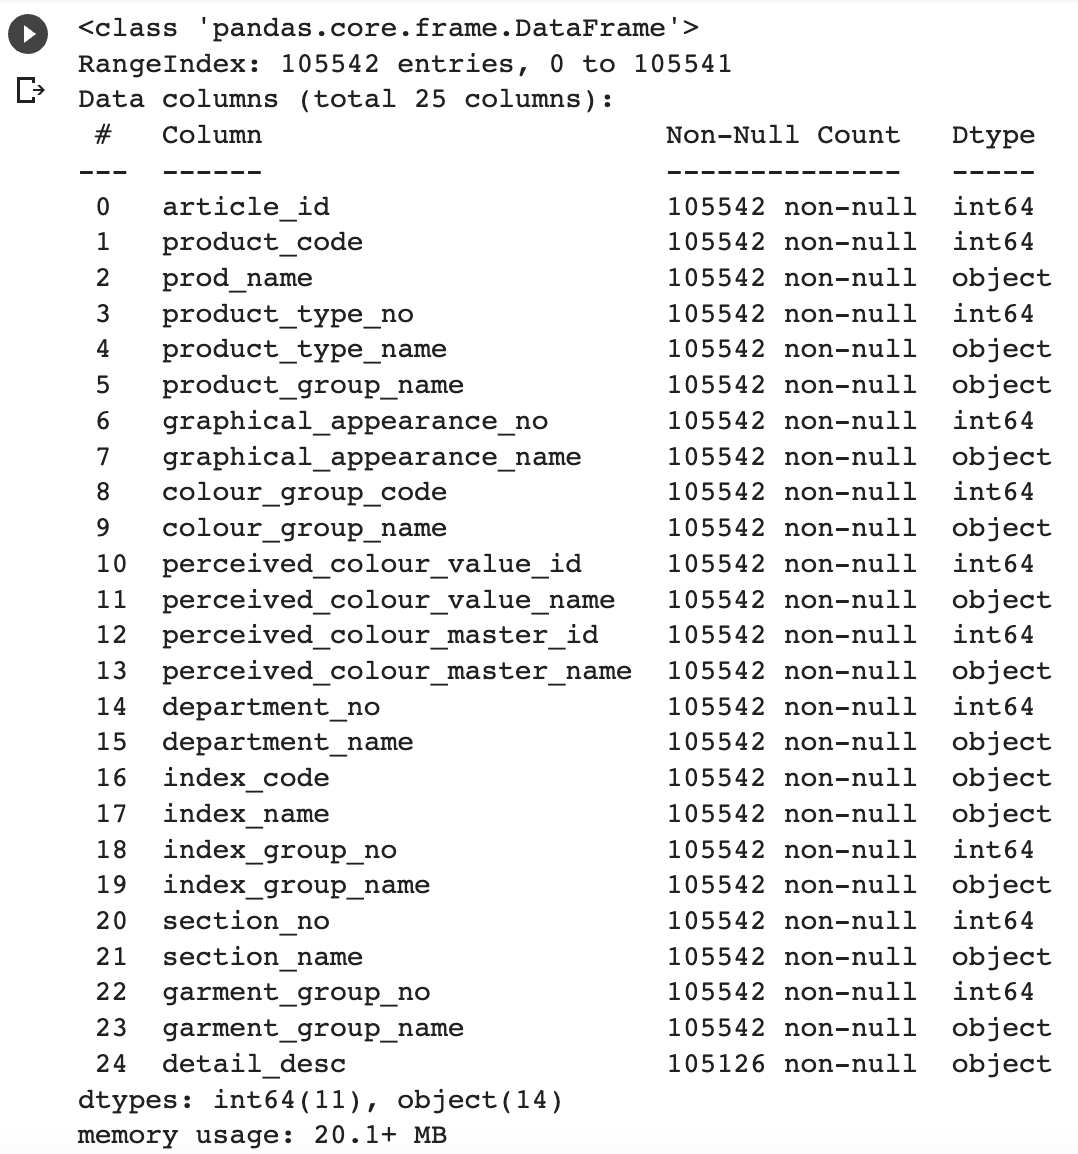 <class 'pandas.core.frame.DataFrame'>
RangeIndex: 105542 entries, 0 to 105541
Data columns (total 25 columns):
 #   Column                        Non-Null Count   Dtype
---  ------                        --------------   -----
 0   article_id                    105542 non-null  int64
 1   product_code                  105542 non-null  int64
 2   prod_name                     105542 non-null  object
 3   product_type_no               105542 non-null  int64
 4   product_type_name             105542 non-null  object
 5   product_group_name            105542 non-null  object
 6   graphical_appearance_no       105542 non-null  int64
 7   graphical_appearance_name     105542 non-null  object
 8   colour_group_code             105542 non-null  int64
 9   colour_group_name             105542 non-null  object
 10  perceived_colour_value_id     105542 non-null  int64
 11  perceived_colour_value_name   105542 non-null  object
 12  perceived_colour_master_id    105542 non-null  int64
 13  perceived_colour_master_name  105542 non-null  object
 14  department_no                 105542 non-null  int64
 15  department_name               105542 non-null  object
 16  index_code                    105542 non-null  object
 17  index_name                    105542 non-null  object
 18  index_group_no                105542 non-null  int64
 19  index_group_name              105542 non-null  object
 20  section_no                    105542 non-null  int64
 21  section_name                  105542 non-null  object
 22  garment_group_no              105542 non-null  int64
 23  garment_group_name            105542 non-null  object
 24  detail_desc                   105126 non-null  object
dtypes: int64(11), object(14)
memory usage: 20.1+ MB